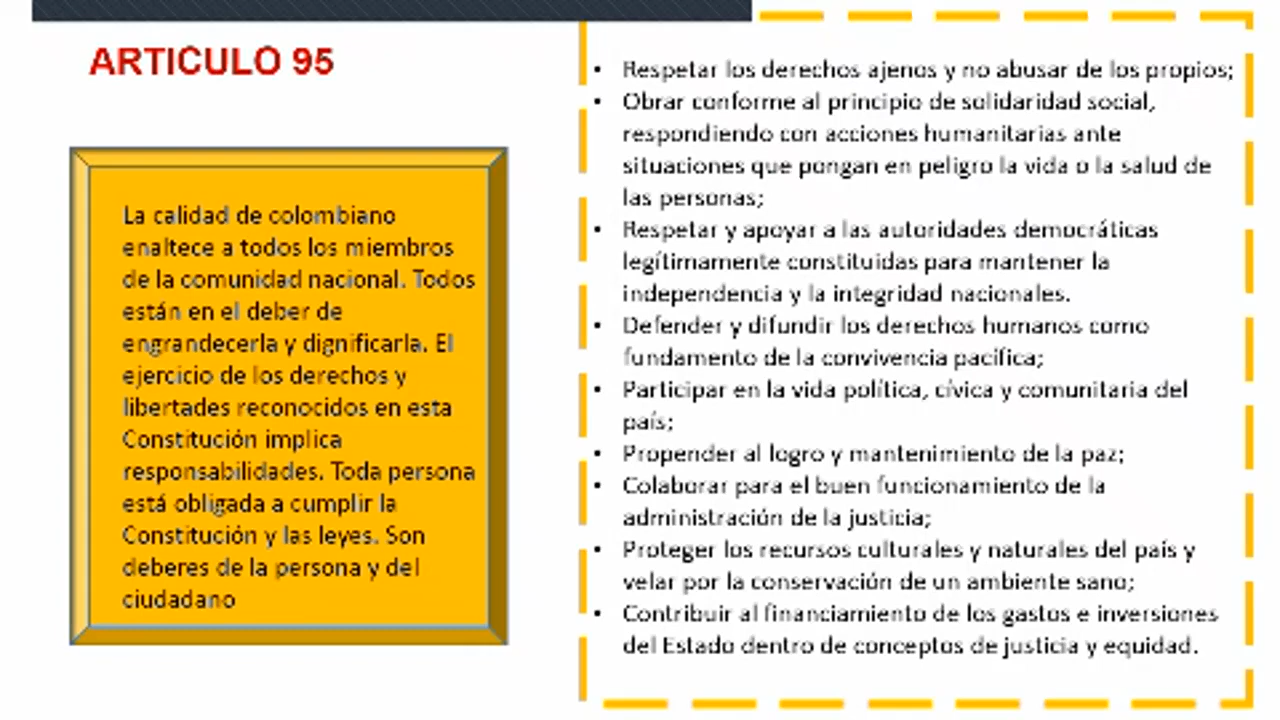 ARTICULO 95
La calidad de colombiano
enaltece a todos los miembros
de la comunidad nacional. Todos
están en el deber de
engrandecerla y dignificarla. El
ejercicio de los derechos y
libertades reconocidos en esta
Constitución implica
responsabilidades. Toda persona
está obligada a cumplir la
Constitución y las leyes. Son
deberes de la persona y del
ciudadano
• Respetar los derechos ajenos y no abusar de los propios;
• Obrar conforme al principio de solidaridad social,
respondiendo con acciones humanitarias ante
situaciones que pongan en peligro la vida o la salud de
las personas;
• Respetar y apoyar a las autoridades democráticas
legítimamente constituidas para mantener la
independencia y la integridad nacionales.
• Defender y difundir los derechos humanos como
fundamento de la convivencia pacífica;
• Participar en la vida política, cívica y comunitaria del
país;
• Propender al logro y mantenimiento de la paz;
• Colaborar para el buen funcionamiento de la
administración de la justicia;
• Proteger los recursos culturales y naturales del país y
velar por la conservación de un ambiente sano;
• Contribuir al financiamiento de los gastos e inversiones
del Estado dentro de conceptos de justicia y equidad.